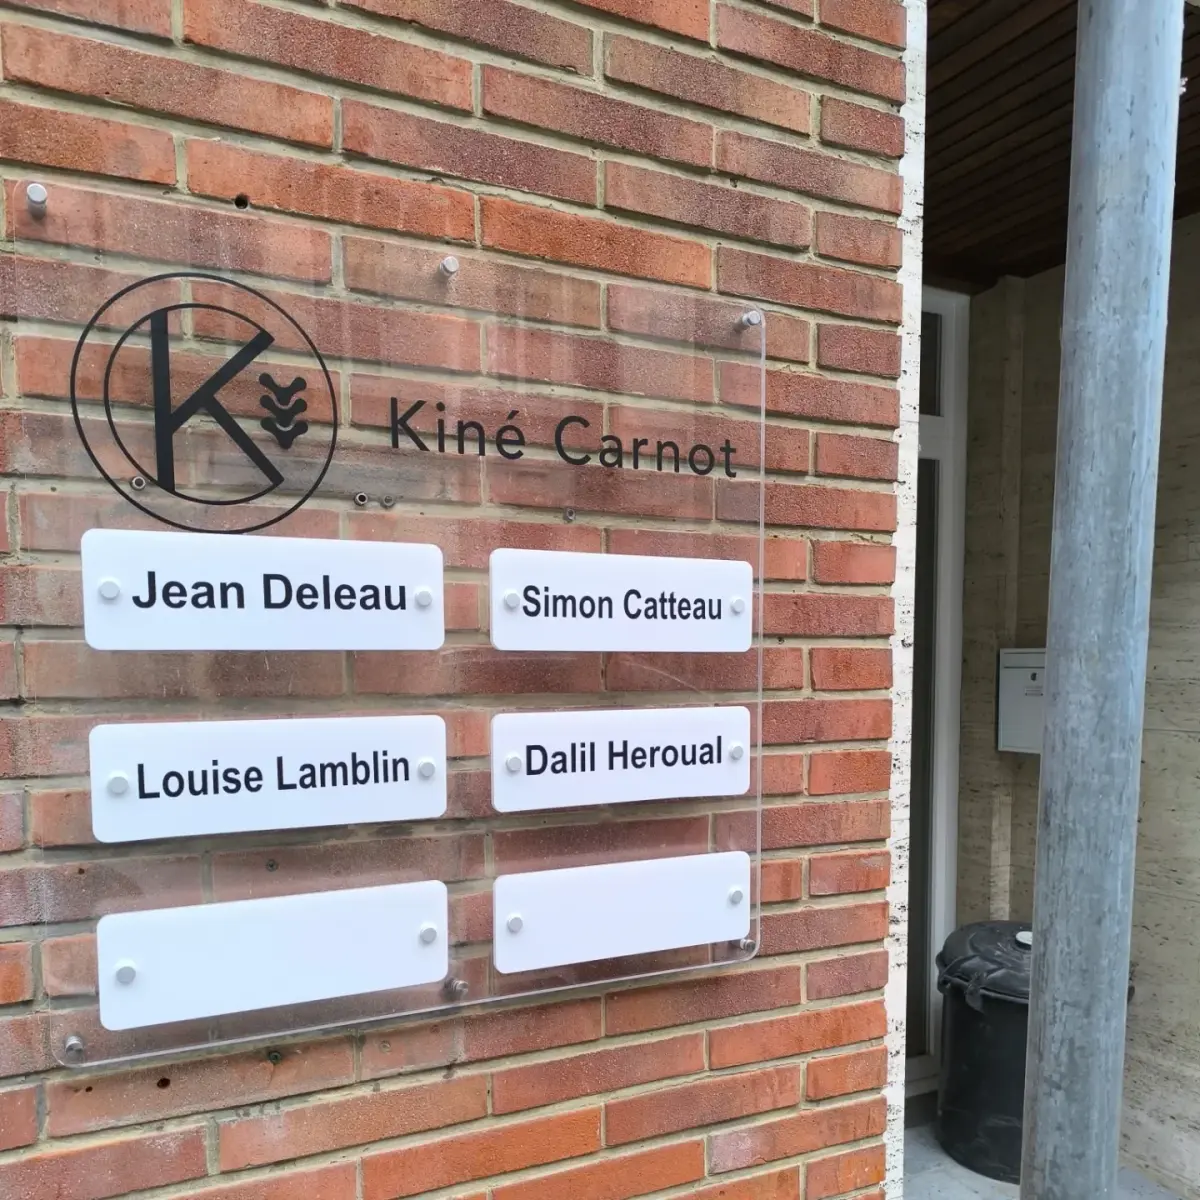 K
Kiné Carnot
Jean Deleau
Simon Catteau
Louise Lamblin
Dalil Heroual